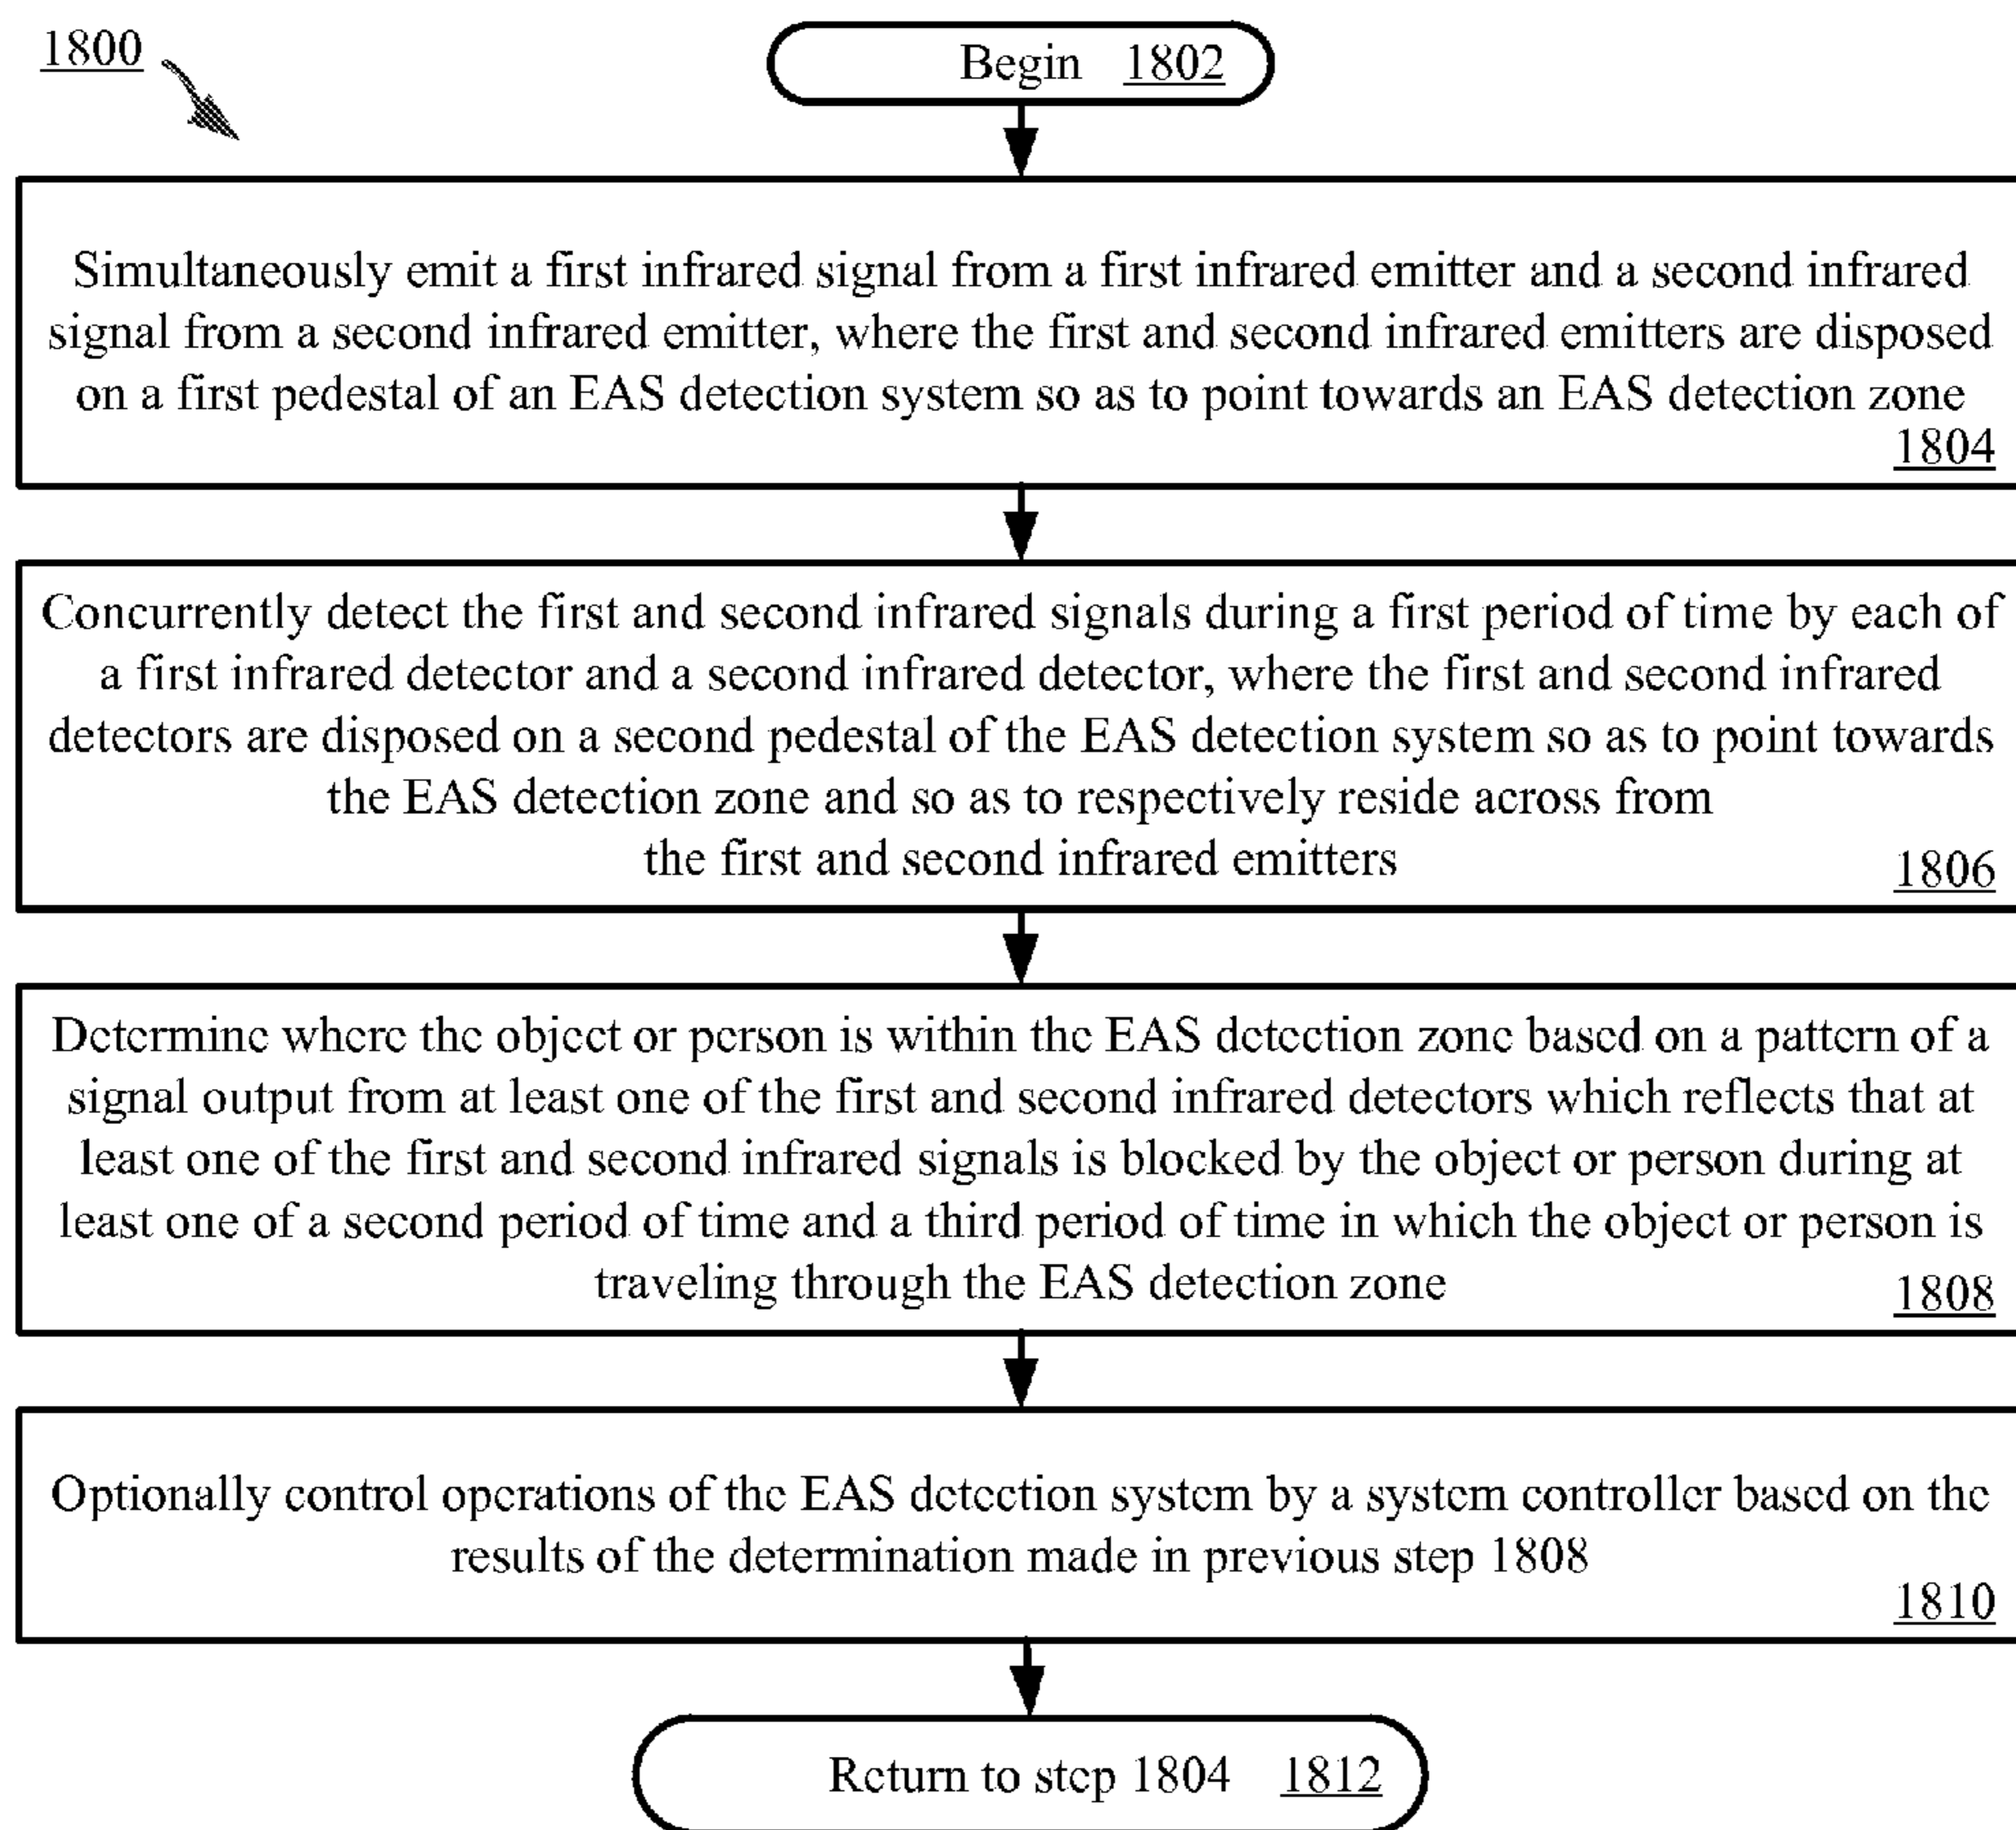 1800
Begin 1802
Simultaneously emit a first infrared signal from a first infrared emitter and a second infrared
signal from a second infrared emitter, where the first and second infrared emitters are disposed
on a first pedestal of an EAS detection system so as to point towards an EAS detection zone
1804
Concurrently detect the first and second infrared signals during a first period of time by each of
a first infrared detector and a second infrared detector, where the first and second infrared
detectors are disposed on a second pedestal of the EAS detection system so as to point towards
the EAS detection zone and so as to respectively reside across from
the first and second infrared emitters
1806
Determine where the object or person is within the EAS detection zone based on a pattern of a
signal output from at least one of the first and second infrared detectors which reflects that at
least one of the first and second infrared signals is blocked by the object or person during at
least one of a second period of time and a third period of time in which the object or person is
traveling through the EAS detection zone
1808
Optionally control operations of the EAS detection system by a system controller based on the
results of the determination made in previous step 1808
1810
Return to step 1804 1812